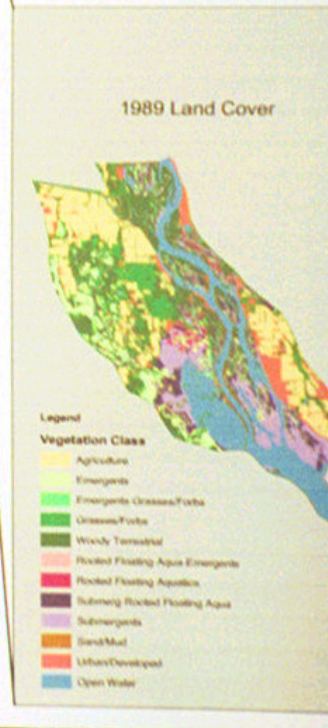 1989 Land Cover
Legend
Vegetation Class
Agriculture
Emergents
Emergents-Grasses/Forbs
Grasses/Forbs
Woody Terrestrial
Rooted Floating Aqua Emergents
Rooted Floating Aquatics
Submerg Rooted Floating Aqua
Submergents
Sand/Mud
Urban/Developed
Open Water